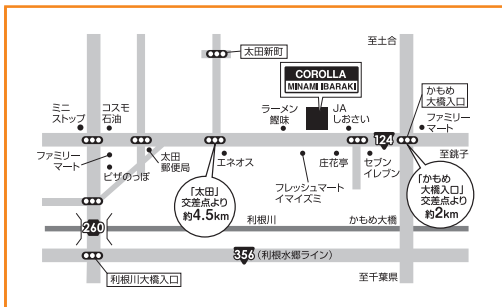 至土合
太田新町
COROLLA
MINAMI IBARAKI
かもめ
大橋入口
ミニ
ストップ
コスモ
石油
ラーメン
鰹味
JA
しおさい
ファミリー
マート
124
至銚子
ファミリー
マート
ピザのっぽ
太田
郵便局
エネオス
フレッシュマート
イマイズミ
庄花亭
セブン
イレブン
「太田」
交差点より
約4.5km
「かもめ
大橋入口」
交差点より
約2km
利根川
かもめ大橋
260
356
(利根水郷ライン)
利根川大橋入口
至千葉県